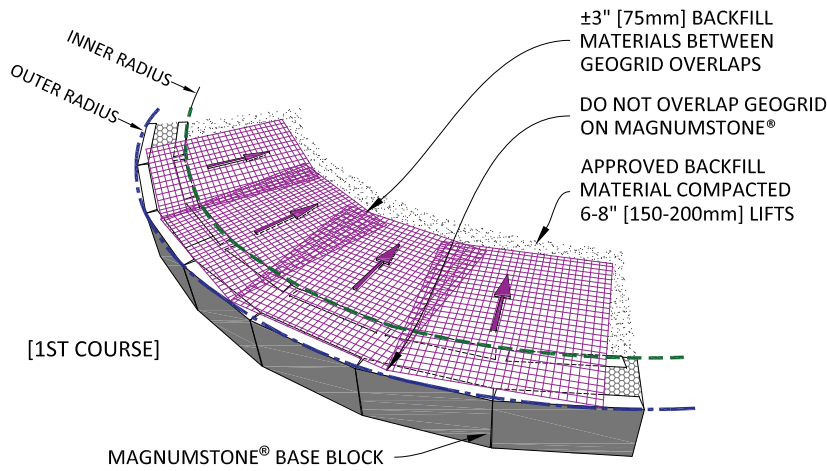 ±3" [75mm] BACKFILL
MATERIALS BETWEEN
GEOGRID OVERLAPS
INNER RADIUS
OUTER RADIUS
DO NOT OVERLAP GEOGRID
ON MAGNUMSTONE®
APPROVED BACKFILL
MATERIAL COMPACTED
6-8" [150-200mm] LIFTS
[1ST COURSE]
MAGNUMSTONE® BASE BLOCK